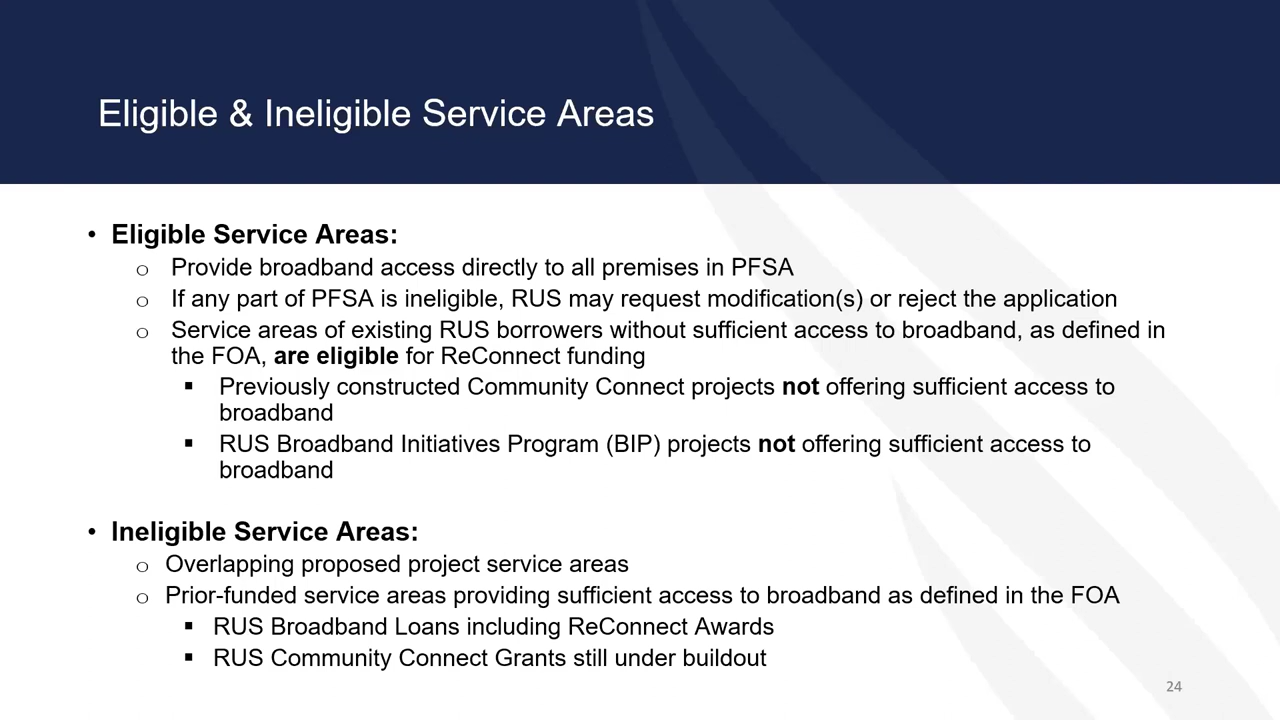 Eligible & Ineligible Service Areas
• Eligible Service Areas:
o Provide broadband access directly to all premises in PFSA
o If any part of PFSA is ineligible, RUS may request modification(s) or reject the application
o Service areas of existing RUS borrowers without sufficient access to broadband, as defined in
the FOA, are eligible for ReConnect funding
▪ Previously constructed Community Connect projects not offering sufficient access to
broadband
▪ RUS Broadband Initiatives Program (BIP) projects not offering sufficient access to
broadband
• Ineligible Service Areas:
o Overlapping proposed project service areas
o Prior-funded service areas providing sufficient access to broadband as defined in the FOA
▪ RUS Broadband Loans including ReConnect Awards
▪ RUS Community Connect Grants still under buildout
24